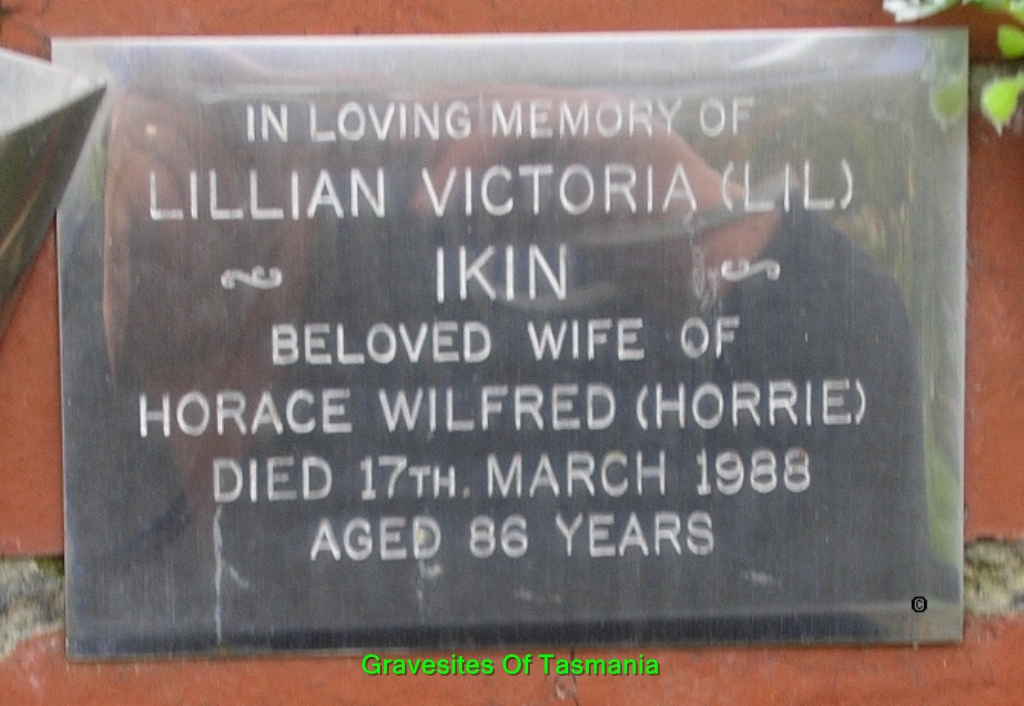 IN LOVING MEMORY OF
LILLIAN VICTORIA (LIL)
IKIN
BELOVED WIFE OF
HORACE WILFRED (HORRIE)
DIED 17TH. MARCH 1988
AGED 86 YEARS
©
Gravesites Of Tasmania